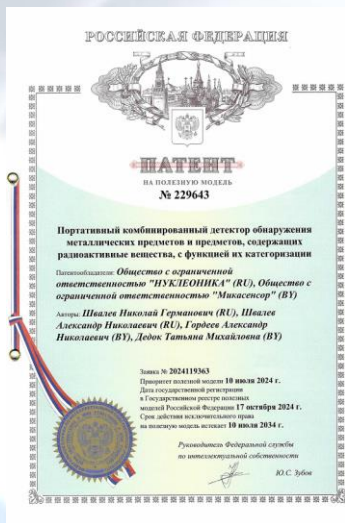 РОССИЙСКАЯ ФЕДЕРАЦИЯ
ПАТЕНТ
НА ПОЛЕЗНУЮ МОДЕЛЬ
№ 229643
Портативный комбинированный детектор обнаружения
металлических предметов и предметов, содержащих
радиоактивные вещества, с функцией их категоризации
Патентообладатели: Общество с ограниченной
ответственностью "НУКЛЕОНИКА" (RU), Общество с
ограниченной ответственностью "Микасенсор" (BY)
Авторы: Швалев Николай Германович (RU), Швалев
Александр Николаевич (RU), Гордеев Александр
Николаевич (BY), Дедок Татьяна Михайловна (BY)
Заявка № 2024119363
Приоритет полезной модели 10 июля 2024 г.
Дата государственной регистрации
в Государственном реестре полезных
моделей Российской Федерации 17 октября 2024 г.
Срок действия исключительного права
на полезную модель истекает 10 июля 2034 г.
Руководитель Федеральной службы
по интеллектуальной собственности
Ю.С. Зубов